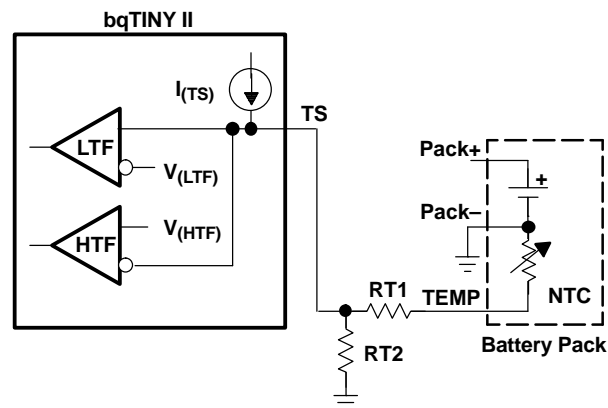 bqTINY II
I(TS)
TS
LTF
V(LTF)
V(HTF)
HTF
Pack+
+
Pack–
RT1
TEMP
NTC
RT2
Battery Pack